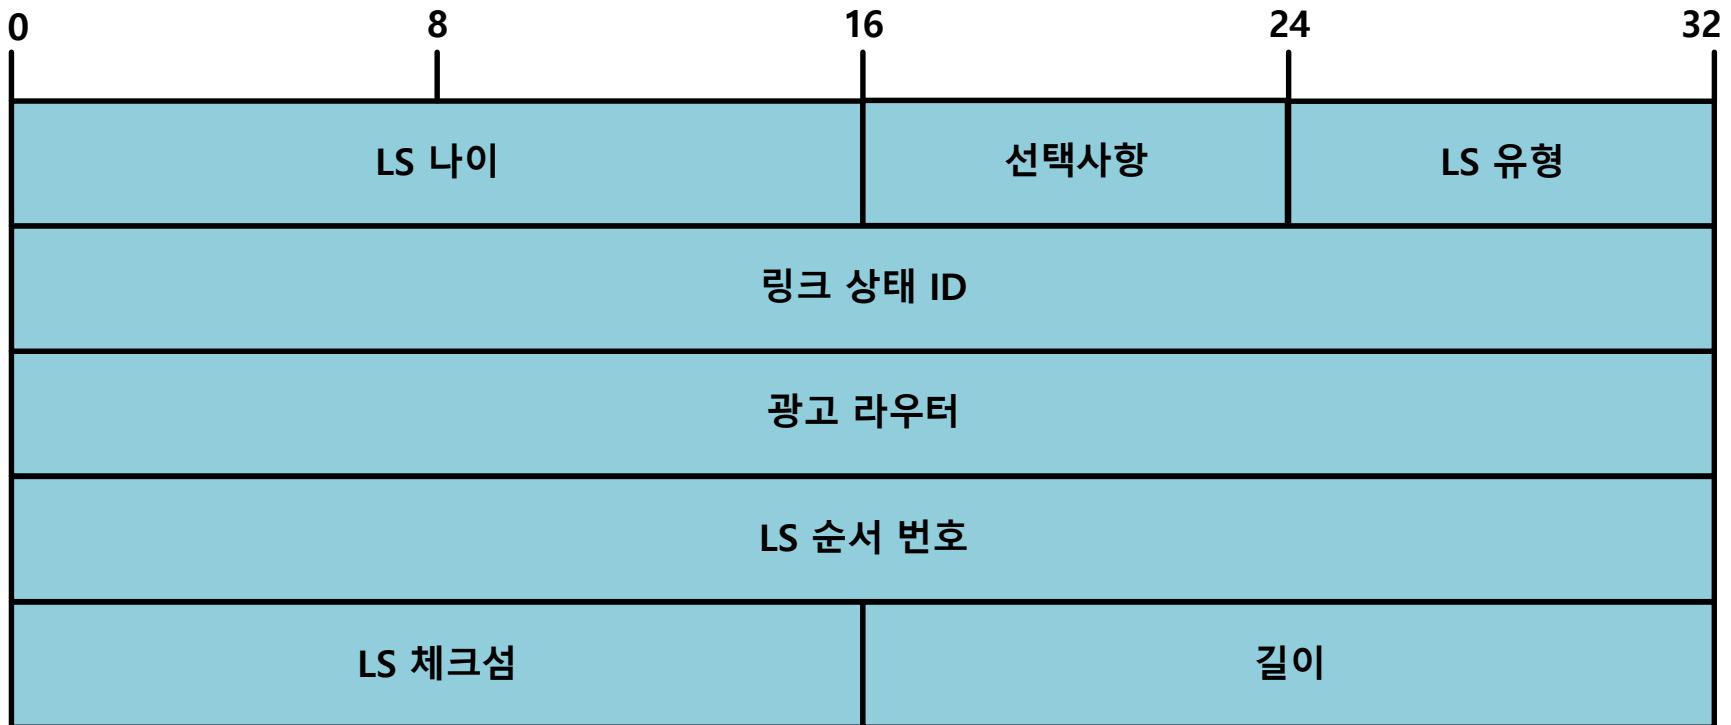 0 8 16 24 32
LS 나이 선택사항 LS 유형
링크 상태 ID
광고 라우터
LS 순서 번호
LS 체크섬 길이